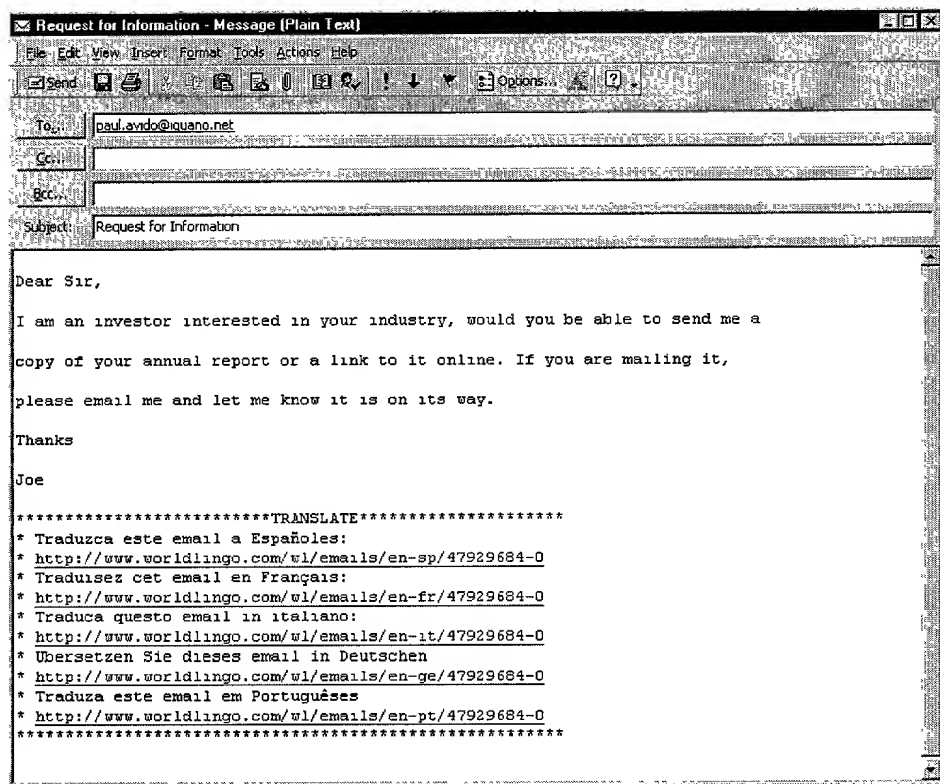 Request for Information - Message (Plain Text)
File Edit View Insert Format Tools Actions Help
Send Options...
To... paul.avido@iquano.net
Cc...
Bcc...
Subject: Request for Information
Dear Sir,
I am an investor interested in your industry, would you be able to send me a
copy of your annual report or a link to it online. If you are mailing it,
please email me and let me know it is on its way.
Thanks
Joe
**************************TRANSLATE*********************
* Traduzca este email a Españoles:
* http://www.worldlingo.com/wl/emails/en-sp/47929684-0
* Traduisez cet email en Français:
* http://www.worldlingo.com/wl/emails/en-fr/47929684-0
* Traduca questo email in italiano:
* http://www.worldlingo.com/wl/emails/en-it/47929684-0
* Ubersetzen Sie dieses email in Deutschen
* http://www.worldlingo.com/wl/emails/en-ge/47929684-0
* Traduza este email em Portuguêses
* http://www.worldlingo.com/wl/emails/en-pt/47929684-0
********************************************************